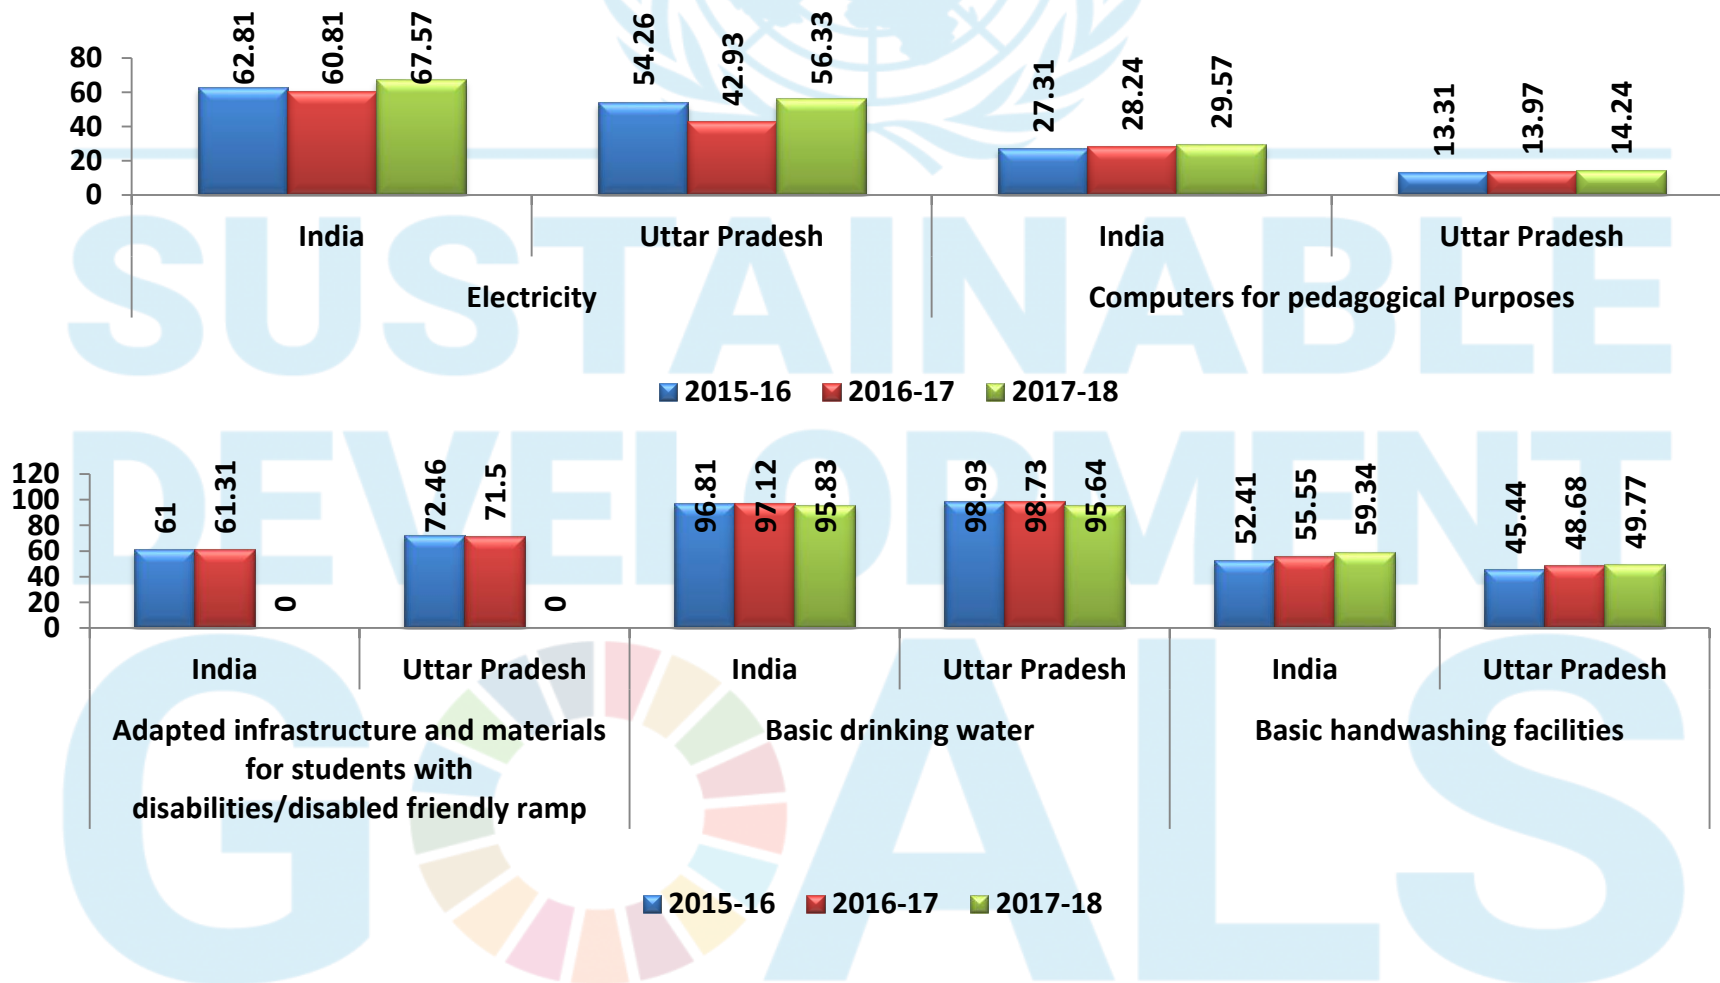 62.81 60.81 67.57 54.26 42.93 56.33 27.31 28.24 29.57 13.31 13.97 14.24
80
60
40
20
0
India Uttar Pradesh India Uttar Pradesh
Electricity Computers for pedagogical Purposes
2015-16 2016-17 2017-18
SUSTAINABLE
DEVELOPMENT
GOALS
120
100
80
60
40
20
0
61 61.31 0 72.46 71.5 0 96.81 97.12 95.83 98.93 98.73 95.64 52.41 55.55 59.34 45.44 48.68 49.77
India Uttar Pradesh India Uttar Pradesh India Uttar Pradesh
Adapted infrastructure and materials
for students with
disabilities/disabled friendly ramp
Basic drinking water
Basic handwashing facilities
2015-16 2016-17 2017-18